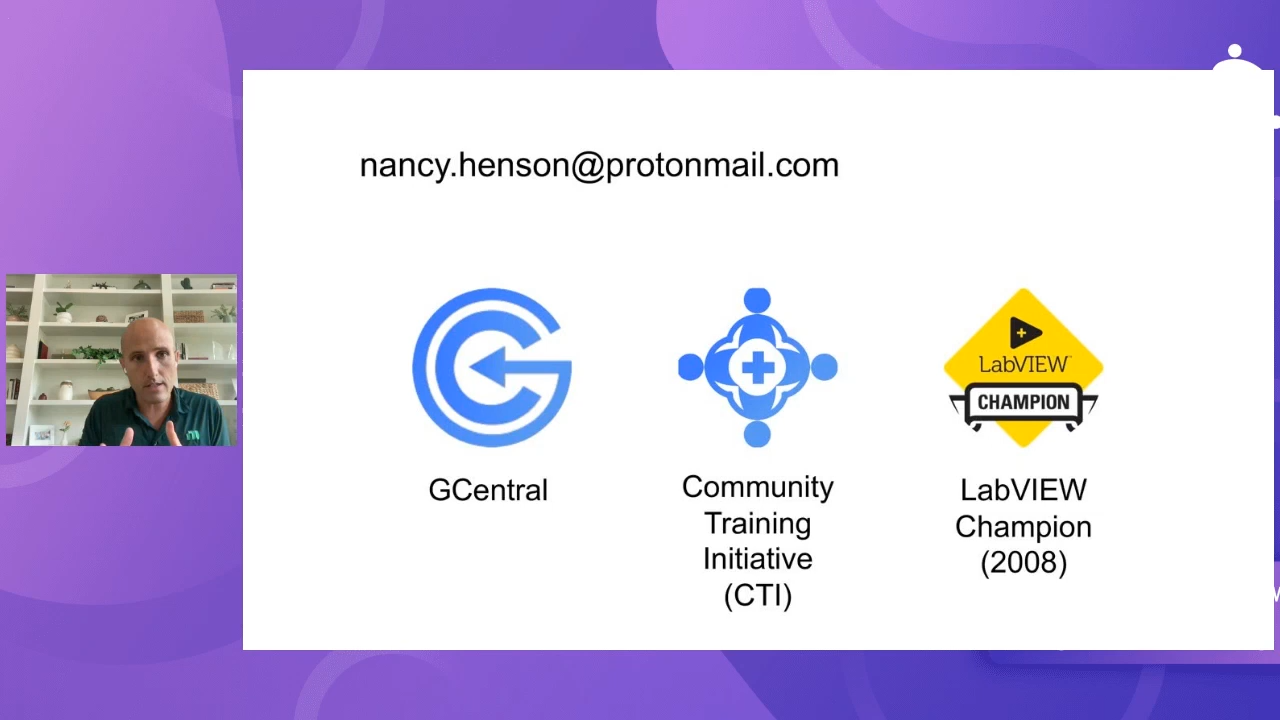 nancy.henson@protonmail.com
LabVIEW
CHAMPION
GCentral
Community
Training
Initiative
(CTI)
LabVIEW
Champion
(2008)